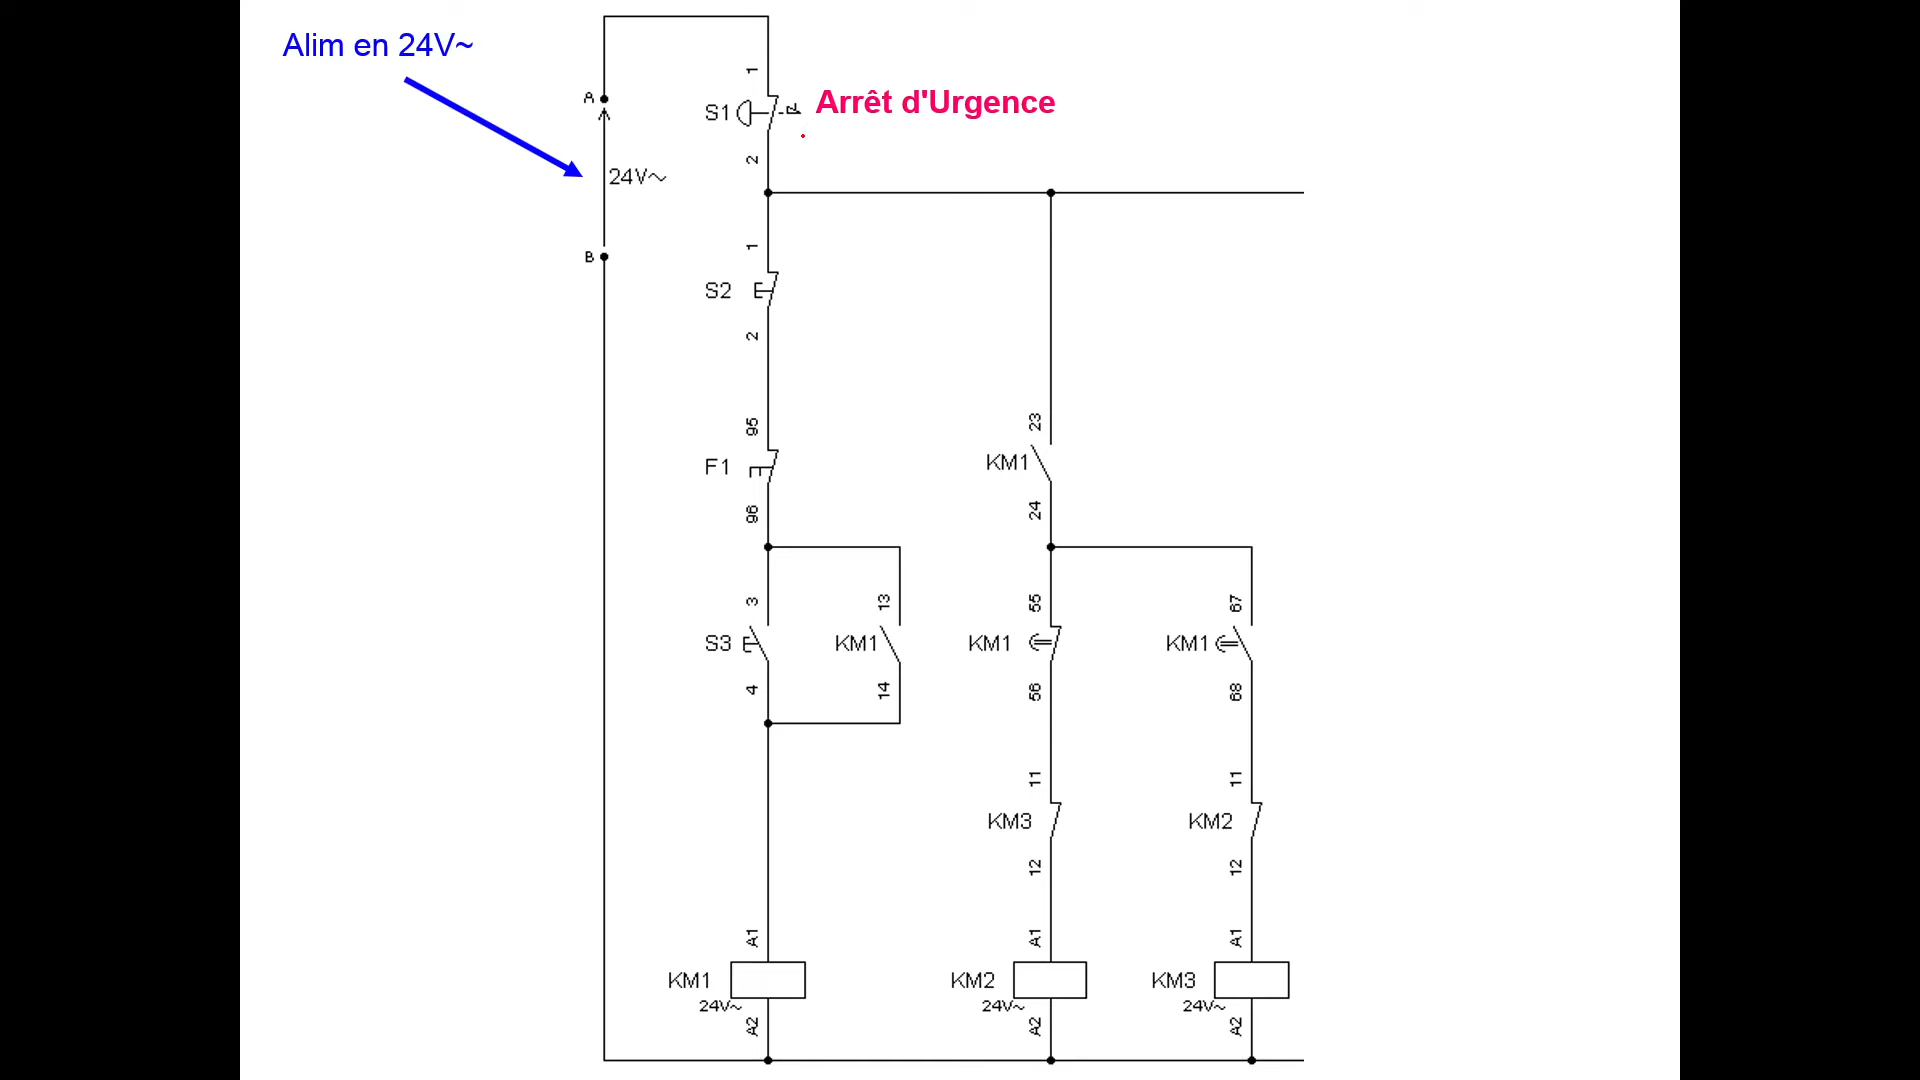 Alim en 24V~
A
24V~
B
1
S1
Arrêt d'Urgence
2
1
S2
2
95
F1
96
23
KM1
24
3
S3
4
13
KM1
14
55
KM1
56
67
KM1
68
11
KM3
12
11
KM2
12
A1
KM1
24V~
A2
A1
KM2
24V~
A2
A1
KM3
24V~
A2